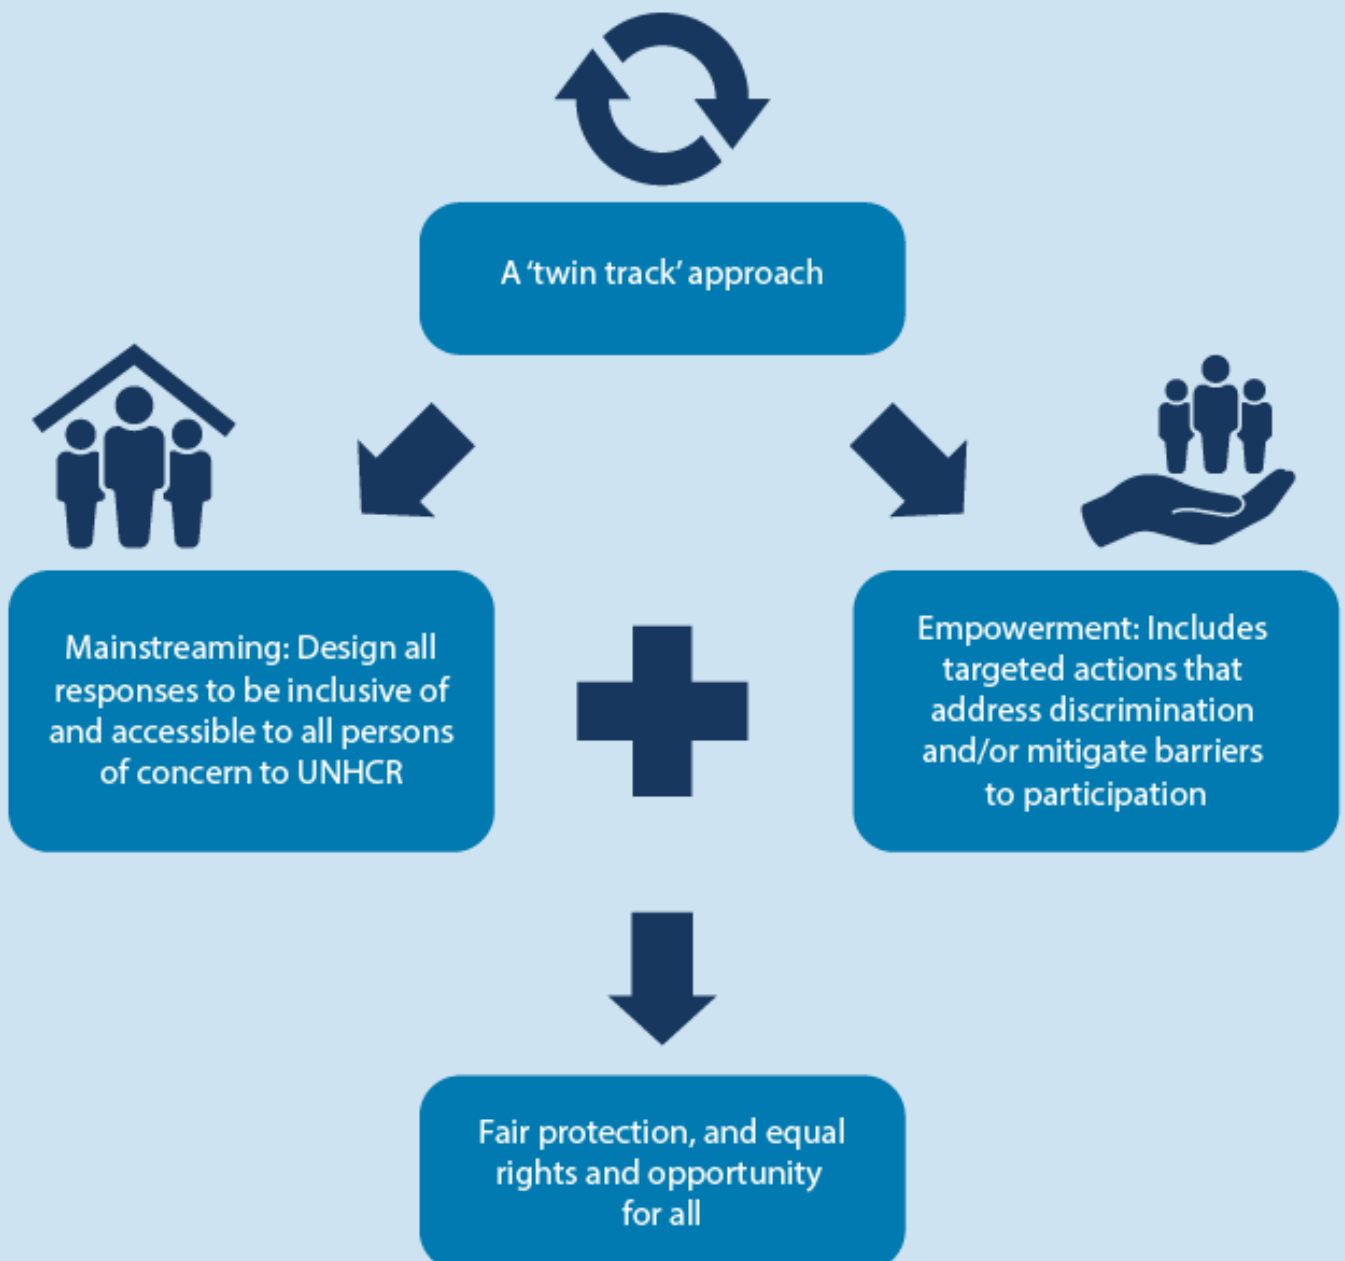 A ‘twin track’ approach
Mainstreaming: Design all
responses to be inclusive of
and accessible to all persons
of concern to UNHCR
Empowerment: Includes
targeted actions that
address discrimination
and/or mitigate barriers
to participation
Fair protection, and equal
rights and opportunity
for all